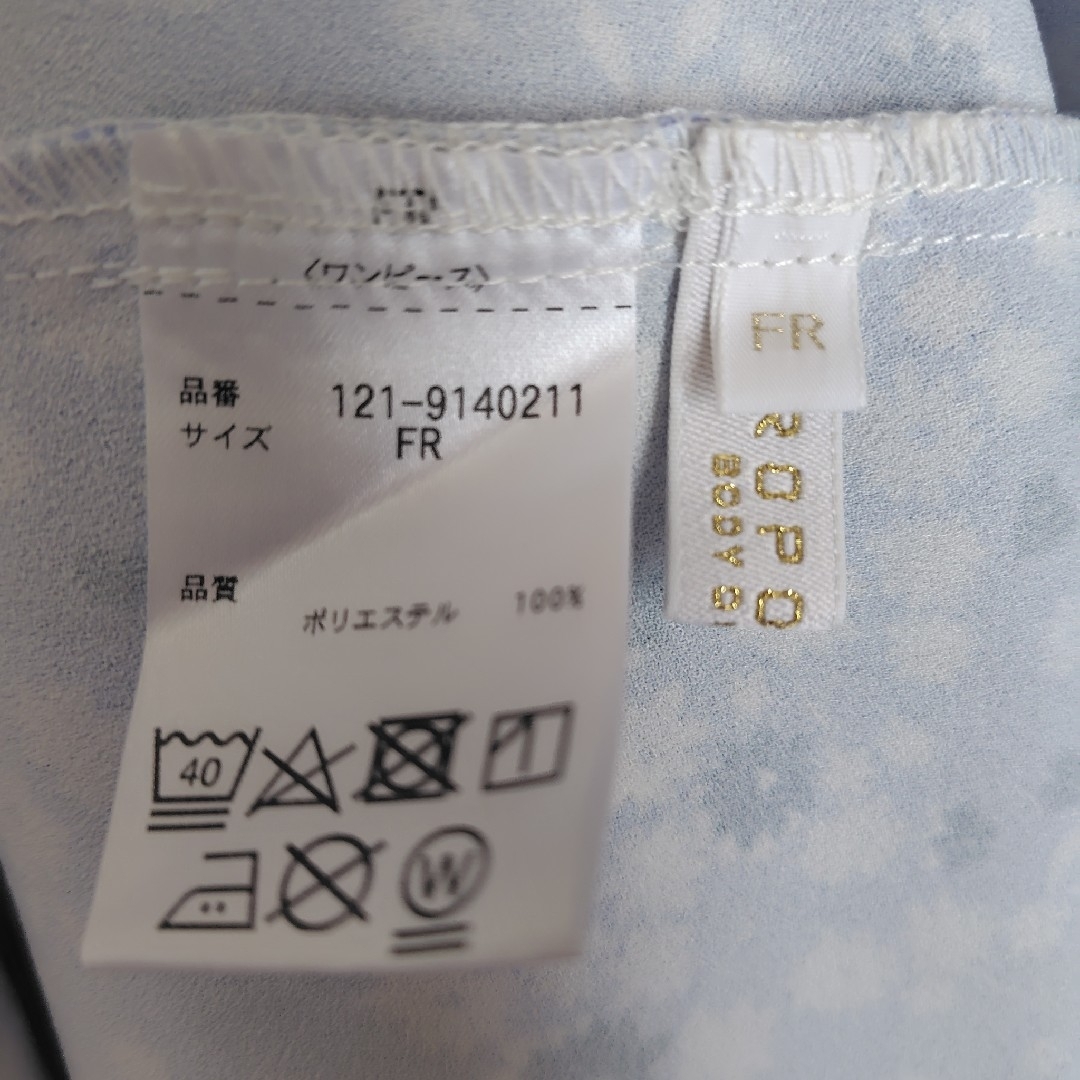 〈ワンピース〉
品番 121-9140211
サイズ FR
品質
ポリエステル 100%
40
W
FR
ROPO
BODY